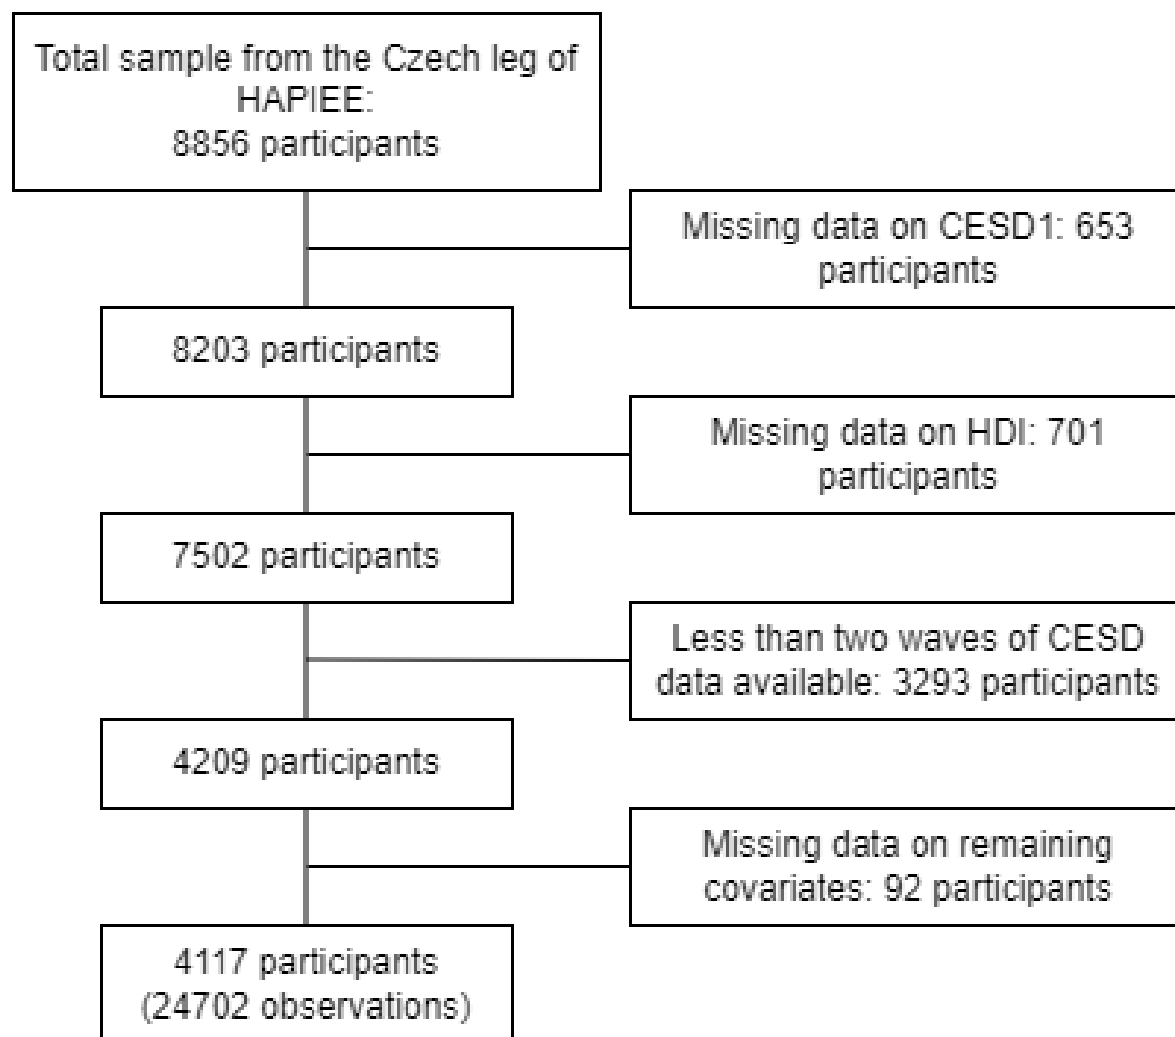 Total sample from the Czech leg of
HAPIEE:
8856 participants
Missing data on CESD1: 653
participants
8203 participants
Missing data on HDI: 701
participants
7502 participants
Less than two waves of CESD
data available: 3293 participants
4209 participants
Missing data on remaining
covariates: 92 participants
4117 participants
(24702 observations)